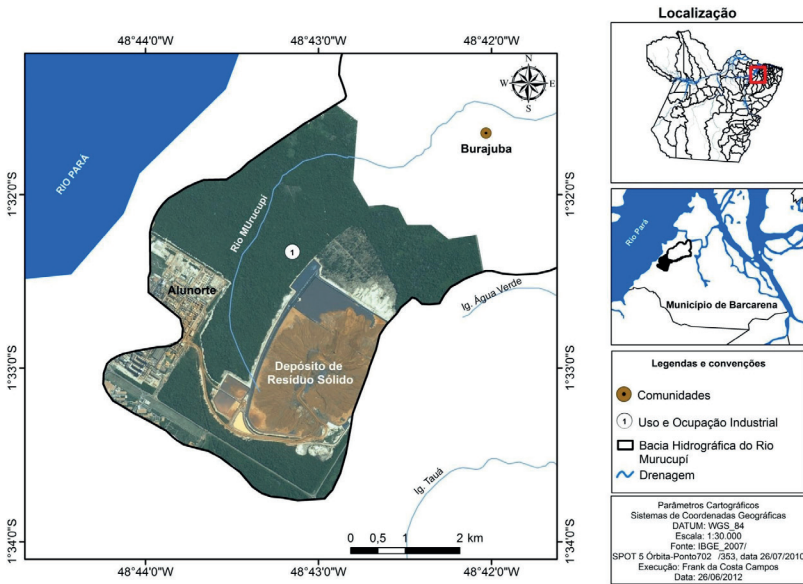 48°44'0"W
48°43'0"W
48°42'0"W
N
W
E
S
RIO PARÁ
Burajuba
1°32'0"S
1°32'0"S
Rio MUrucupí
1
Alunorte
Ig. Água Verde
1°33'0"S
1°33'0"S
Depósito de
Resíduo Sólido
Ig. Tauá
0 0,5 1 2 km
1°34'0"S
1°34'0"S
48°44'0"W
48°43'0"W
48°42'0"W
Localização
Rio Pará
Município de Barcarena
Legendas e convenções
Comunidades
1 Uso e Ocupação Industrial
Bacia Hidrográfica do Rio
Murucupí
Drenagem
Parâmetros Cartográficos
Sistemas de Coordenadas Geográficas
DATUM: WGS_84
Escala: 1:30.000
Fonte: IBGE_2007/
SPOT 5 Órbita-Ponto702 /353, data 26/07/2010
Execução: Frank da Costa Campos
Data: 26/06/2012